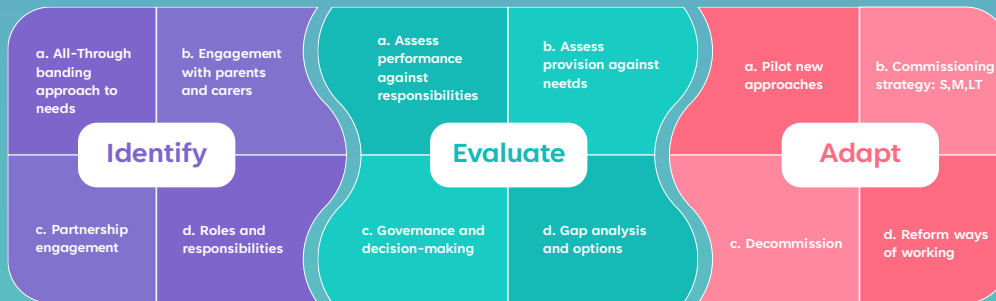 a. All-Through
banding
approach to
needs
b. Engagement
with parents
and carers
Identify
c. Partnership
engagement
d. Roles and
responsibilities
a. Assess
performance
against
responsibilities
b. Assess
provision against
neetds
Evaluate
c. Governance and
decision-making
d. Gap analysis
and options
a. Pilot new
approaches
b. Commissioning
strategy: S,M,LT
Adapt
c. Decommission
d. Reform ways
of working